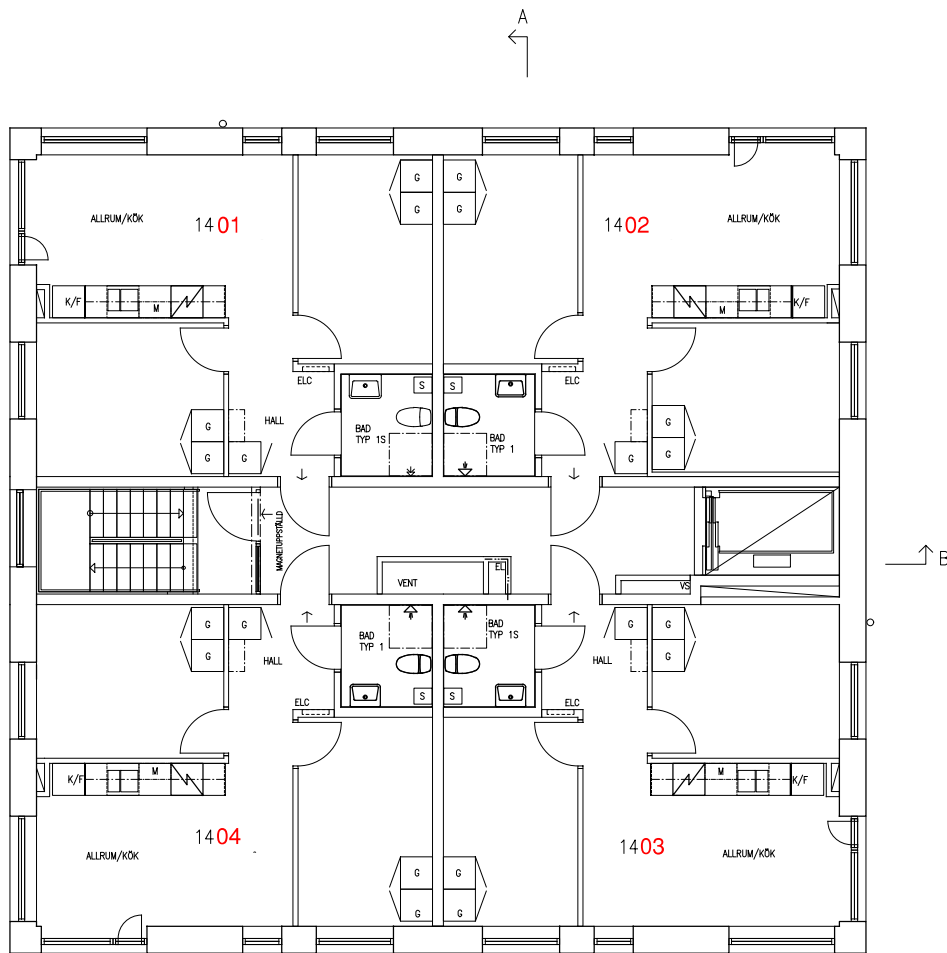 A
G G
G G
ALLRUM/KÖK
1401
1402
ALLRUM/KÖK
K/F
M
M
K/F
ELC
S S
ELC
HALL
BAD
TYP 1S
BAD
TYP 1
G
G G
G
G G
MAGNETUPPSTÄLLD
VENT
EL
VS
B
G G
G
HALL
BAD
TYP 1
BAD
TYP 1S
HALL
G G
G
S S
ELC
K/F
M
M
K/F
1404
1403
ALLRUM/KÖK
ALLRUM/KÖK
G G
G G